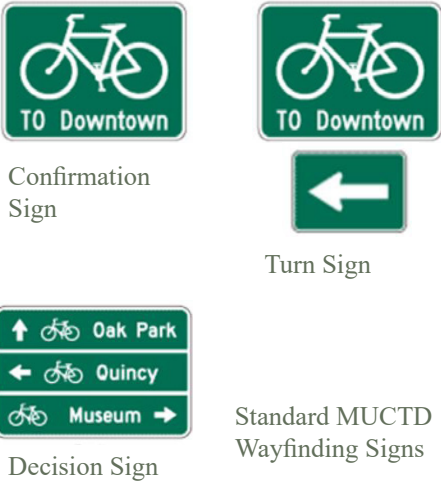 TO Downtown
Confirmation
Sign
TO Downtown
Turn Sign
Oak Park
Quincy
Museum
Decision Sign
Standard MUCTD
Wayfinding Signs